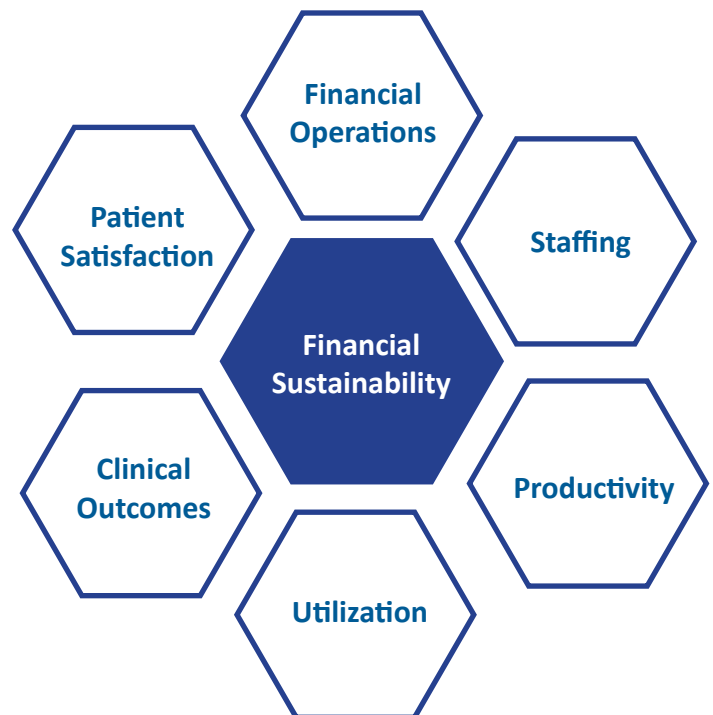 Financial
Operations
Patient
Satisfaction
Staffing
Financial
Sustainability
Clinical
Outcomes
Productivity
Utilization